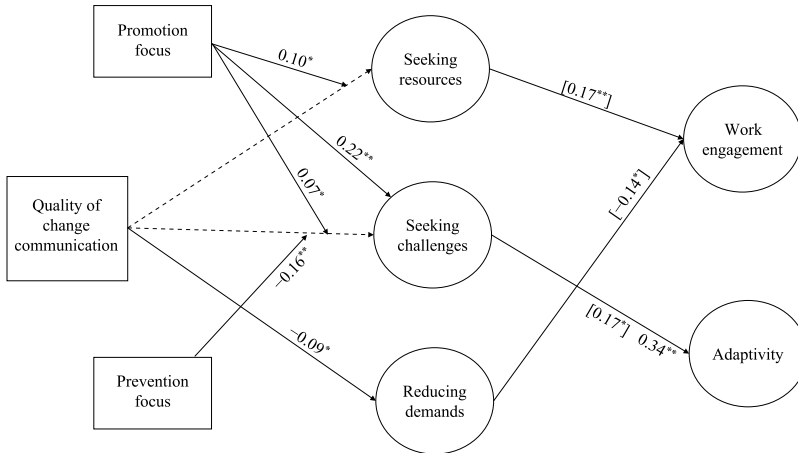 Promotion
focus
0.10*
Seeking
resources
[0.17**]
Work
engagement
0.22**
0.07*
[−0.14*]
Quality of
change
communication
Seeking
challenges
−0.16**
[0.17*] 0.34**
−0.09*
Adaptivity
Prevention
focus
Reducing
demands